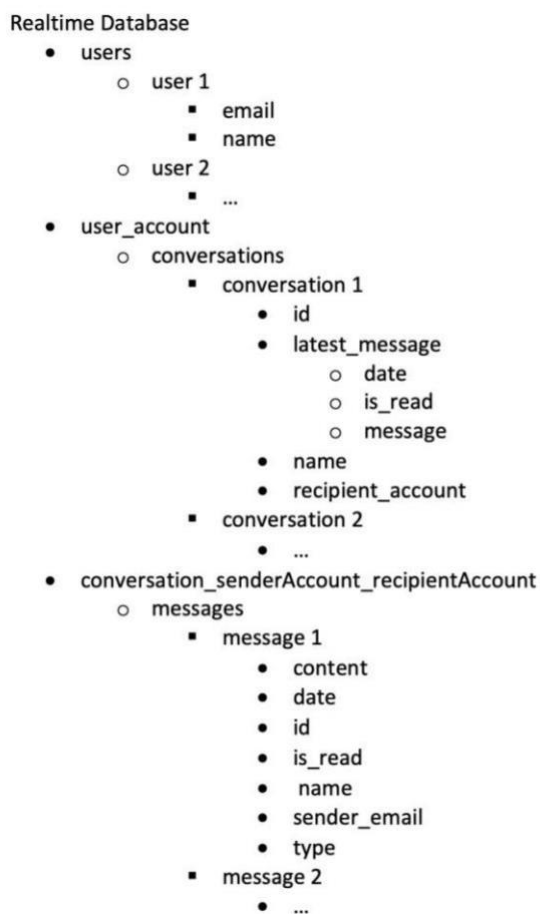 Realtime Database
• users
o user 1
▪ email
▪ name
o user 2
▪ ...
• user_account
o conversations
▪ conversation 1
• id
• latest_message
o date
o is_read
o message
• name
• recipient_account
▪ conversation 2
• ...
• conversation_senderAccount_recipientAccount
o messages
▪ message 1
• content
• date
• id
• is_read
• name
• sender_email
• type
▪ message 2
• ...